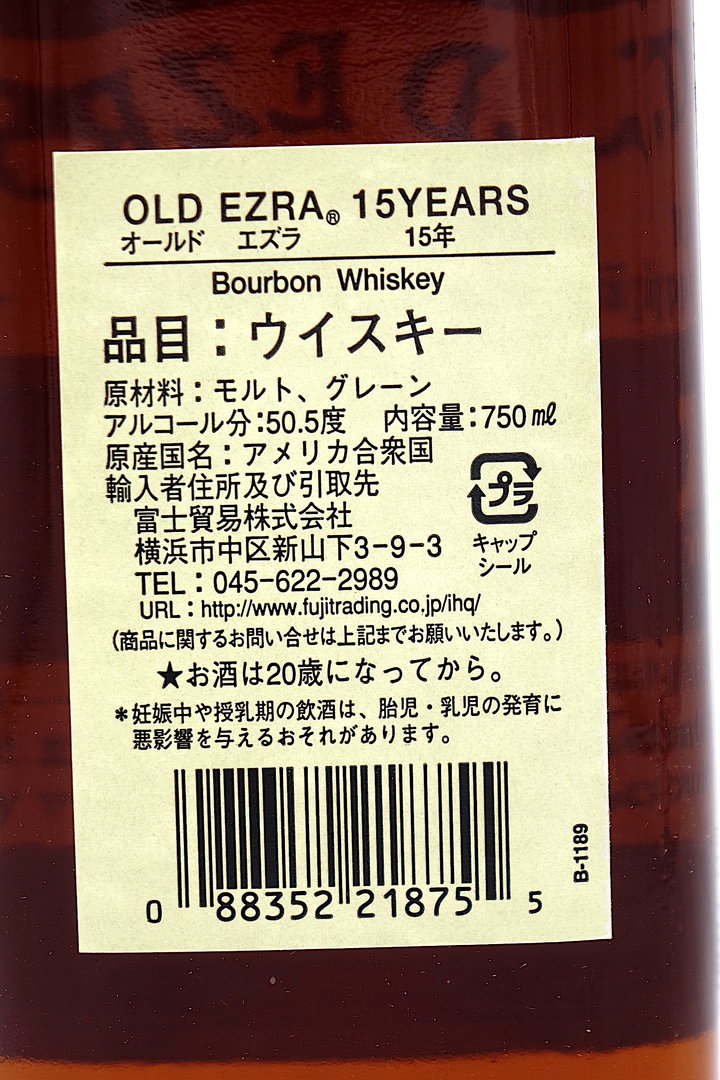 OLD EZRA® 15YEARS
オールド エズラ 15年
Bourbon Whiskey
品目：ウイスキー
原材料：モルト、グレーン
アルコール分：50.5度 内容量：750㎖
原産国名：アメリカ合衆国
輸入者住所及び引取先
富士貿易株式会社
横浜市中区新山下3-9-3
TEL：045-622-2989
URL：http://www.fujitrading.co.jp/ihq/
プラ
キャップ
シール
(商品に関するお問い合せは上記までお願いいたします。)
★お酒は20歳になってから。
*妊娠中や授乳期の飲酒は、胎児・乳児の発育に
悪影響を与えるおそれがあります。
B-1189
0 88352 21875 5